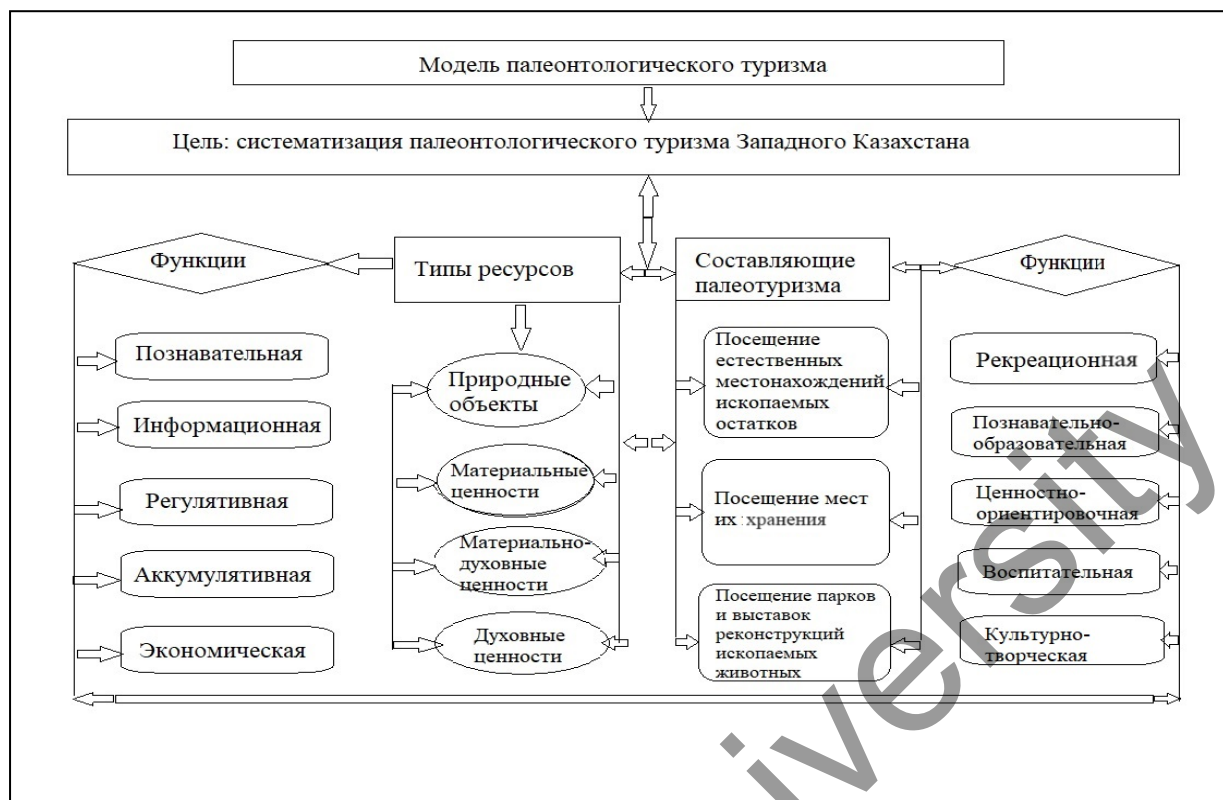 Модель палеонтологического туризма
Цель: систематизация палеонтологического туризма Западного Казахстана
Функции
Познавательная
Информационная
Регулятивная
Аккумулятивная
Экономическая
Типы ресурсов
Природные
объекты
Материальные
ценности
Материально-
духовные
ценности
Духовные
ценности
Составляющие
палеотуризма
Посещение
естественных
местонахождений
ископаемых
остатков
Посещение мест
их хранения
Посещение парков
и выставок
реконструкций
ископаемых
животных
Функции
Рекреационная
Познавательно-
образовательная
Ценностно-
ориентировочная
Воспитательная
Культурно-
творческая
iversity